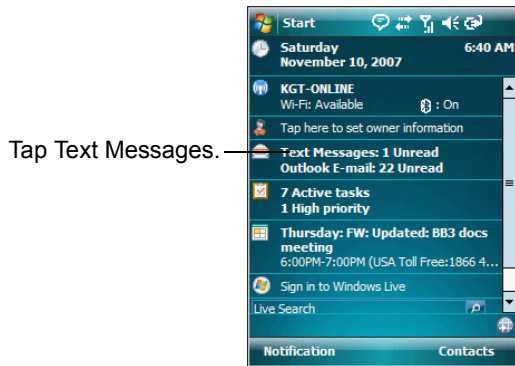 Start
Saturday 6:40 AM
November 10, 2007
KGT-ONLINE
Wi-Fi: Available : On
Tap here to set owner information
Tap Text Messages.
Text Messages: 1 Unread
Outlook E-mail: 22 Unread
7 Active tasks
1 High priority
Thursday: FW: Updated: BB3 docs
meeting
6:00PM-7:00PM (USA Toll Free:1866 4...
Sign in to Windows Live
Live Search
Notification Contacts